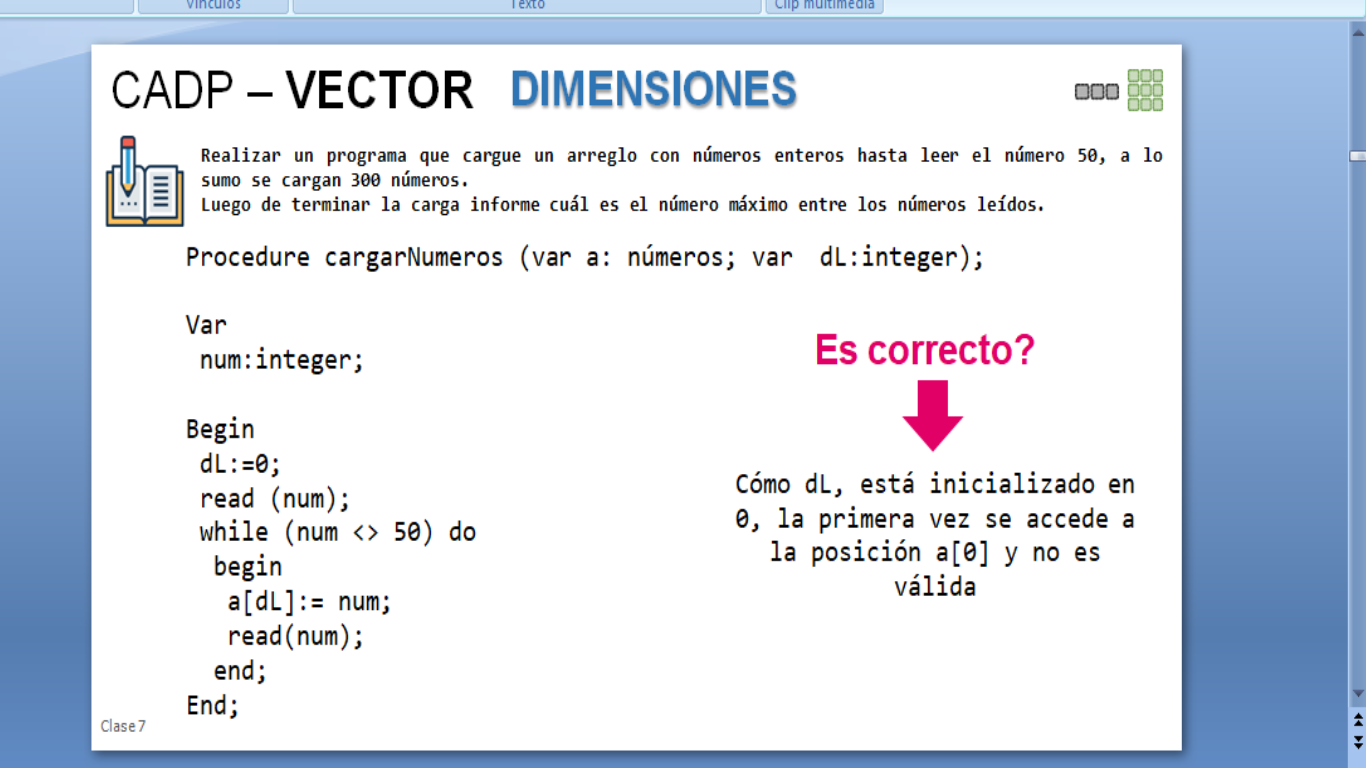 Vínculos Texto Clip multimedia
CADP – VECTOR DIMENSIONES
Realizar un programa que cargue un arreglo con números enteros hasta leer el número 50, a lo
sumo se cargan 300 números.
Luego de terminar la carga informe cuál es el número máximo entre los números leídos.
Procedure cargarNumeros (var a: números; var dL:integer);
Var
num:integer;
Begin
dL:=0;
read (num);
while (num <> 50) do
begin
a[dL]:= num;
read(num);
end;
End;
Es correcto?
Cómo dL, está inicializado en
0, la primera vez se accede a
la posición a[0] y no es
válida
Clase 7